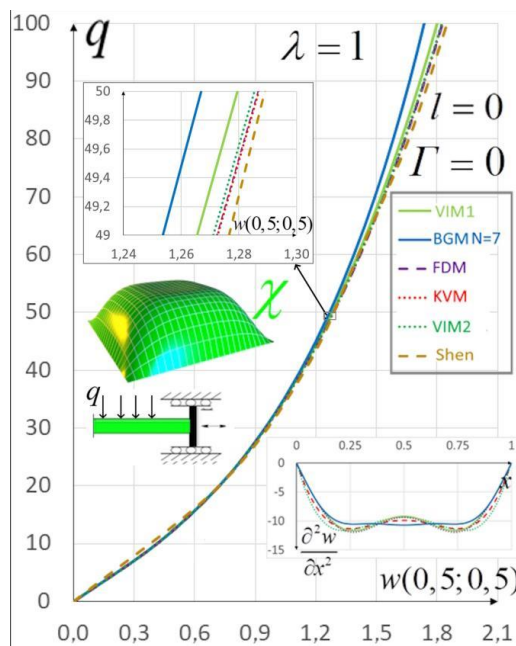 q
100
90
80
70
60
50
40
30
20
10
0
0,0 0,3 0,6 0,9 1,2 1,5 1,8 2,1
w(0,5;0,5)
λ = 1
l = 0
Γ = 0
50
49,8
49,6
49,4
49,2
49
1,24 1,26 1,28 1,30
w(0,5;0,5)
VIM1
BGM N=7
FDM
KVM
VIM2
Shen
χ
q
0 0.25 0.5 0.75 1
x
0
-5
-10
-15
∂²w
∂x²